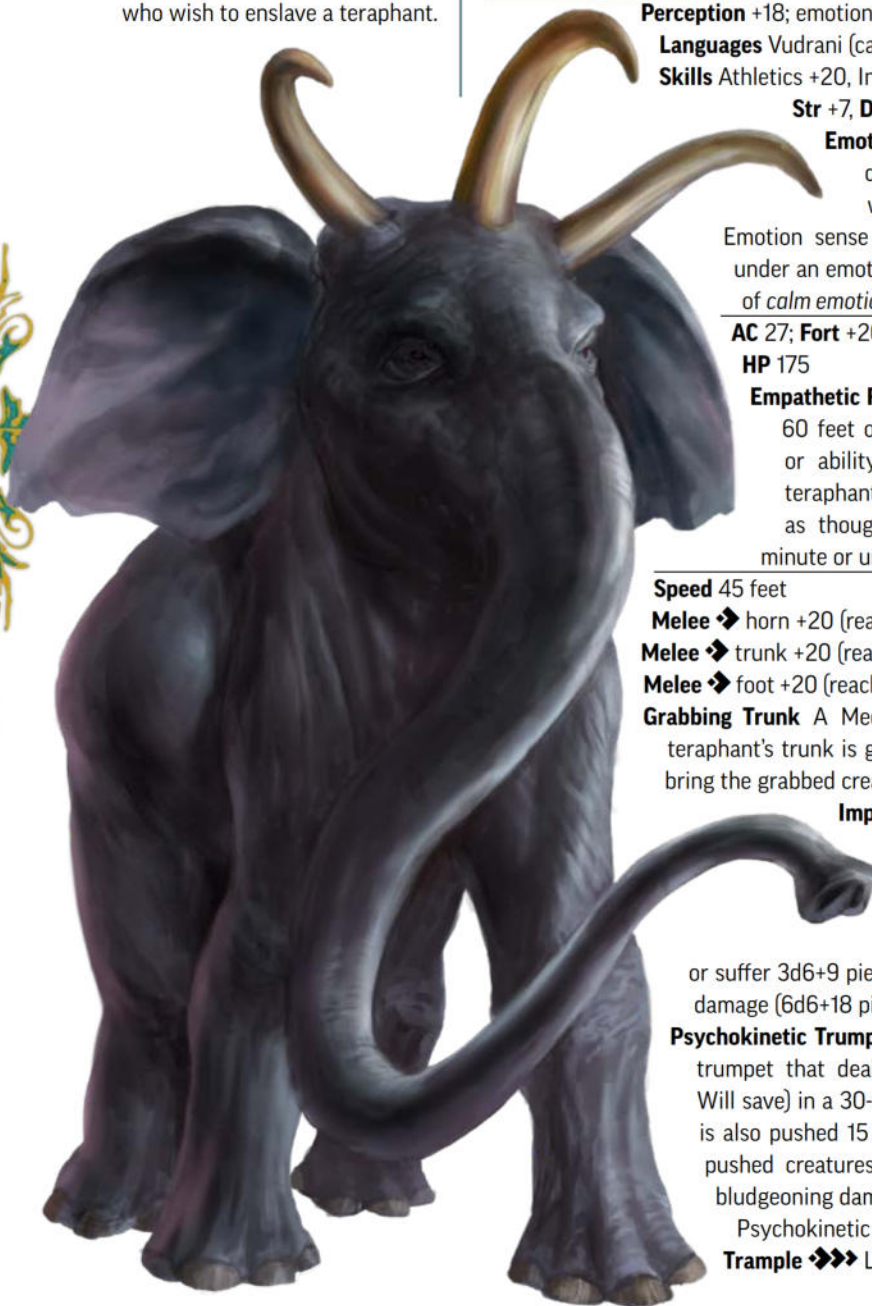 who wish to enslave a teraphant.
Perception +18; emotion
Languages Vudrani (ca
Skills Athletics +20, In
Str +7, D
Emot
Emotion sense
under an emot
of calm emotic
AC 27; Fort +20
HP 175
Empathetic F
60 feet o
or ability
teraphant
as thoug
minute or u
Speed 45 feet
Melee horn +20 (rea
Melee trunk +20 (rea
Melee foot +20 (reach
Grabbing Trunk A Med
teraphant's trunk is g
bring the grabbed crea
Imp
or suffer 3d6+9 pie
damage (6d6+18 pi
Psychokinetic Trump
trumpet that dea
Will save) in a 30-
is also pushed 15
pushed creatures
bludgeoning dam
Psychokinetic
Trample L